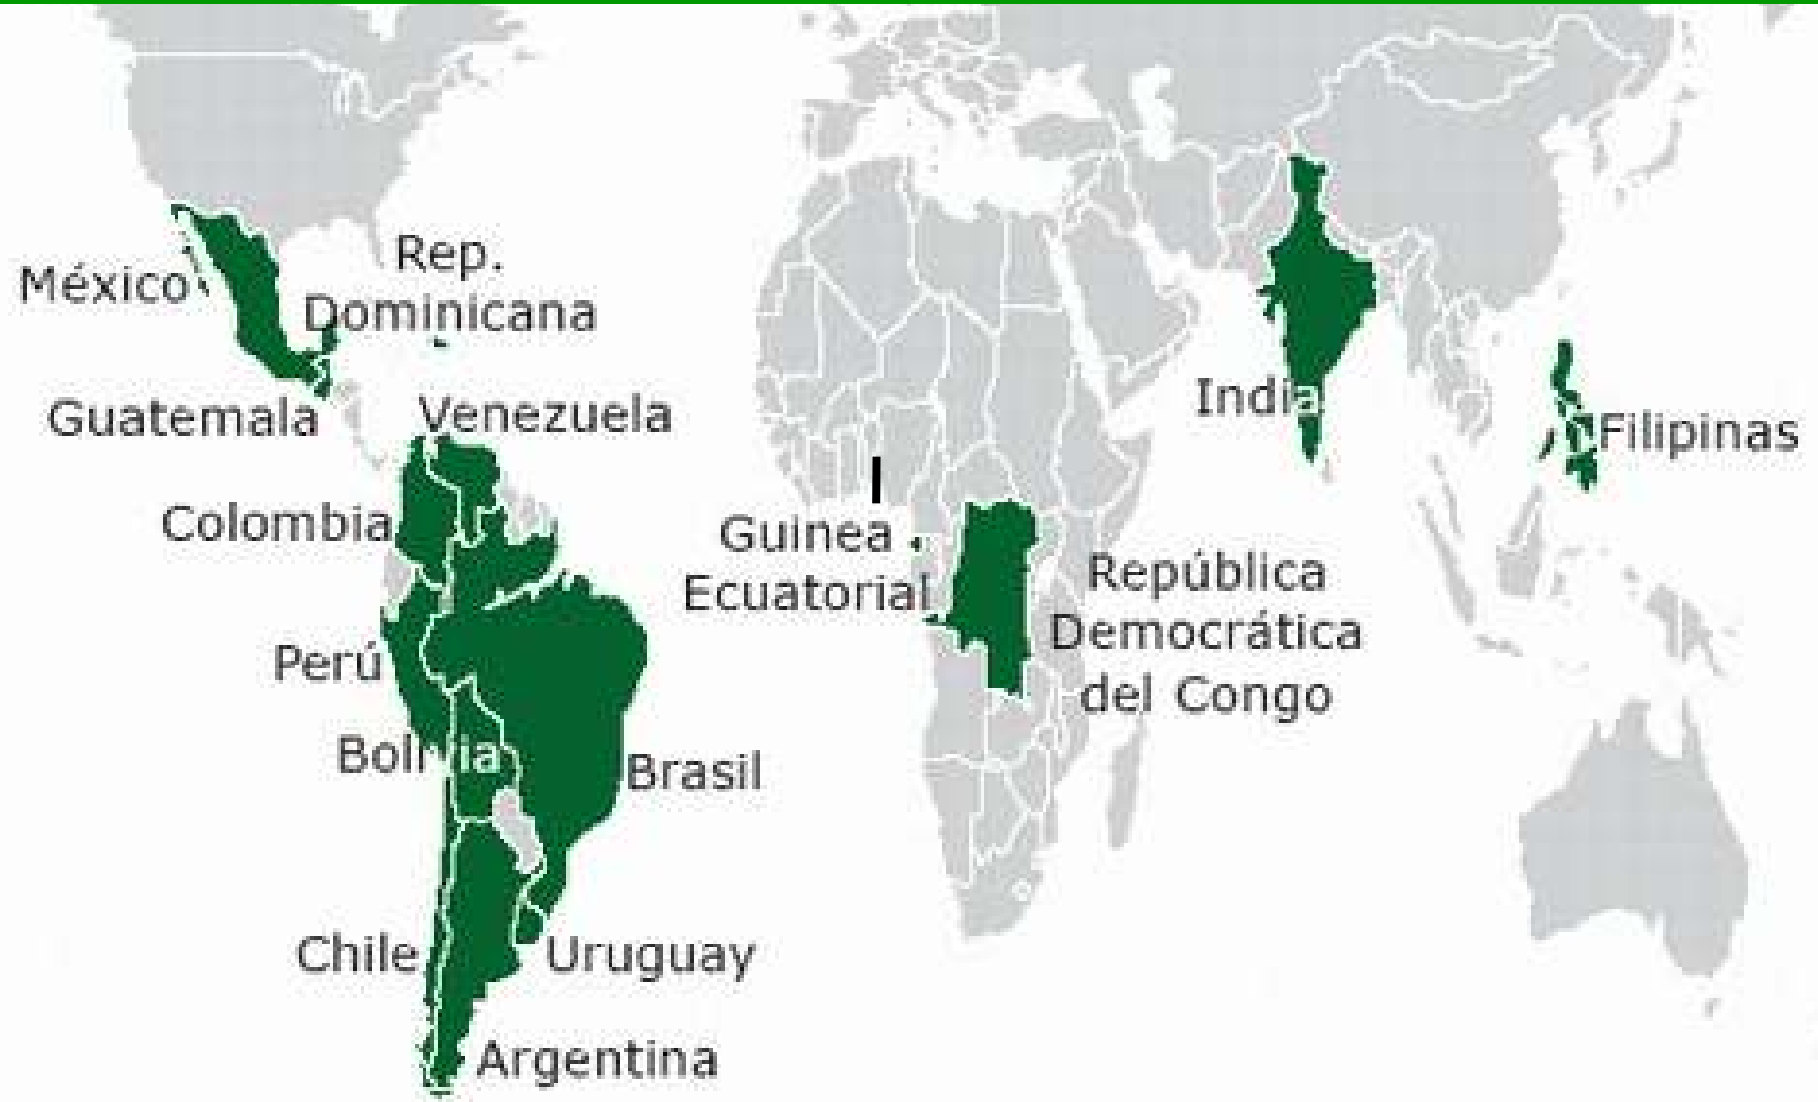 México
Rep.
Dominicana
Guatemala
Venezuela
Colombia
Perú
Bolivia
Brasil
Chile
Uruguay
Argentina
Guinea
Ecuatorial
República
Democrática
del Congo
India
Filipinas